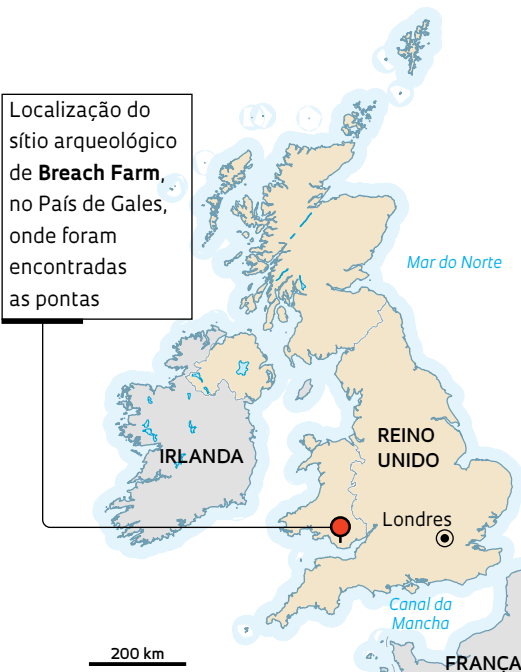 Localização do
sítio arqueológico
de Breach Farm,
no País de Gales,
onde foram
encontradas
as pontas
Mar do Norte
IRLANDA
REINO
UNIDO
Londres
Canal da
Mancha
200 km
FRANÇA